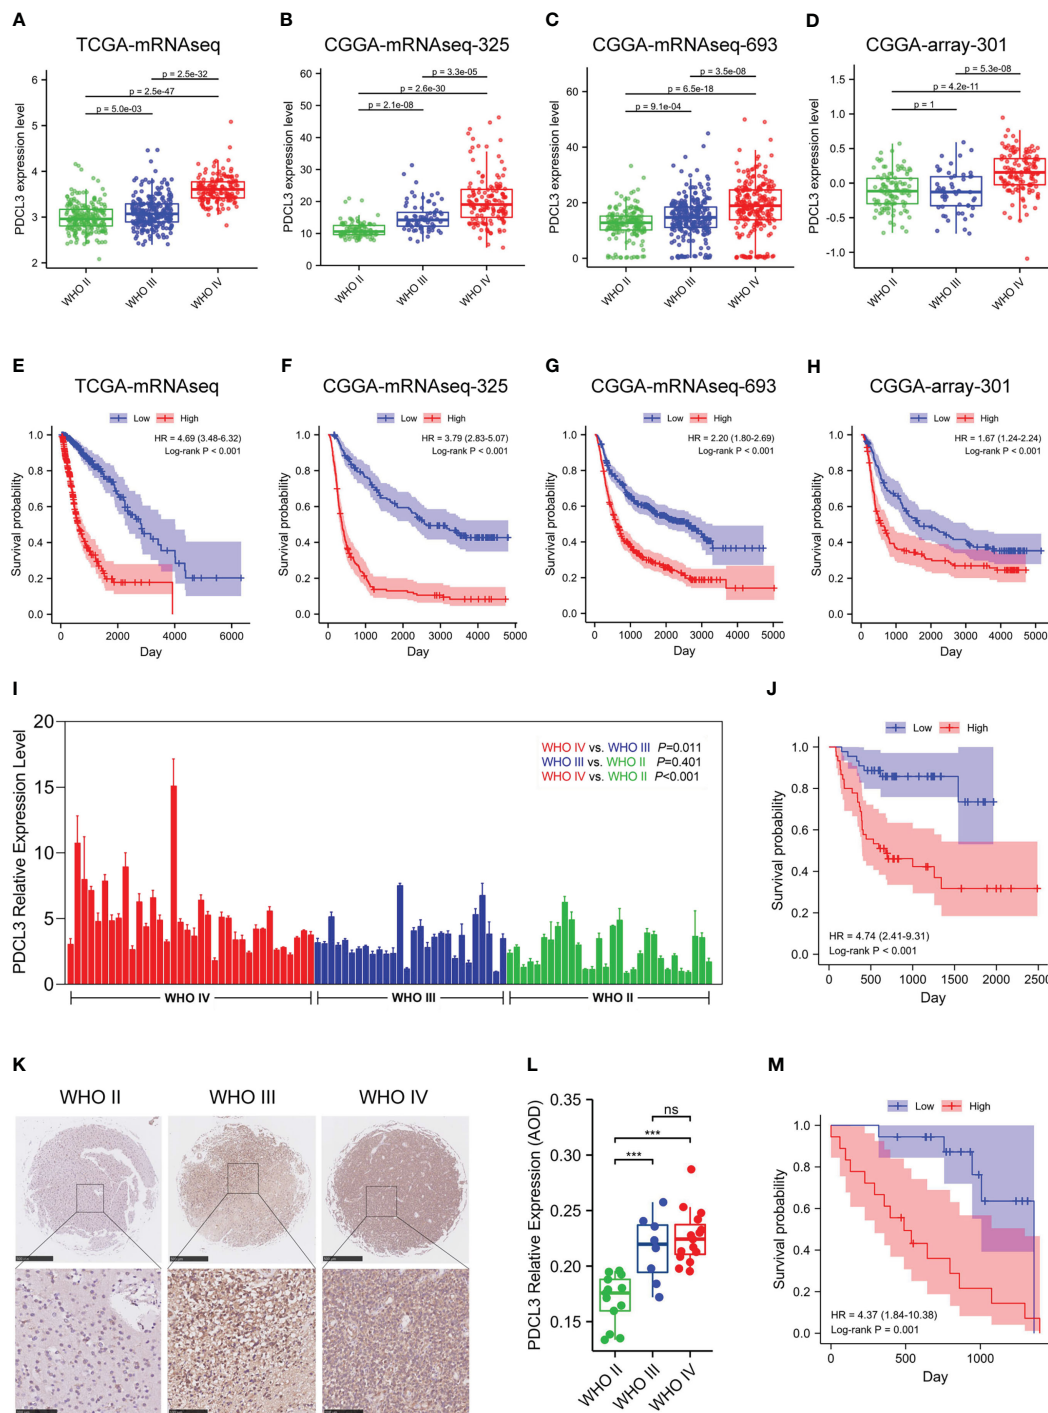 A
TCGA-mRNAseq
PDCL3 expression level
6
5
4
3
2
p = 2.5e-32
p = 2.5e-47
p = 5.0e-03
WHO II
WHO III
WHO IV
B
CGGA-mRNAseq-325
PDCL3 expression level
60
50
40
30
20
10
0
p = 3.3e-05
p = 2.6e-30
p = 2.1e-08
WHO II
WHO III
WHO IV
C
CGGA-mRNAseq-693
PDCL3 expression level
60
40
20
0
p = 3.5e-08
p = 6.5e-18
p = 9.1e-04
WHO II
WHO III
WHO IV
D
CGGA-array-301
PDCL3 expression level
1.5
1.0
0.5
0.0
-0.5
-1.0
p = 5.3e-08
p = 4.2e-11
p = 1
WHO II
WHO III
WHO IV
E
TCGA-mRNAseq
Low
High
HR = 4.69 (3.48-6.32)
Log-rank P < 0.001
Survival probability
1.0
0.8
0.6
0.4
0.2
0.0
0
2000
4000
6000
Day
F
CGGA-mRNAseq-325
Low
High
HR = 3.79 (2.83-5.07)
Log-rank P < 0.001
Survival probability
1.0
0.8
0.6
0.4
0.2
0.0
0
1000
2000
3000
4000
5000
Day
G
CGGA-mRNAseq-693
Low
High
HR = 2.20 (1.80-2.69)
Log-rank P < 0.001
Survival probability
1.0
0.8
0.6
0.4
0.2
0.0
0
1000
2000
3000
4000
5000
Day
H
CGGA-array-301
Low
High
HR = 1.67 (1.24-2.24)
Log-rank P < 0.001
Survival probability
1.0
0.8
0.6
0.4
0.2
0.0
0
1000
2000
3000
4000
5000
Day
I
PDCL3 Relative Expression Level
20
15
10
5
0
WHO IV vs. WHO III P=0.011
WHO III vs. WHO II P=0.401
WHO IV vs. WHO II P<0.001
WHO IV
WHO III
WHO II
J
Low
High
Survival probability
1.0
0.8
0.6
0.4
0.2
0.0
HR = 4.74 (2.41-9.31)
Log-rank P < 0.001
0
500
1000
1500
2000
2500
Day
K
WHO II
WHO III
WHO IV
L
PDCL3 Relative Expression (AOD)
0.35
0.30
0.25
0.20
0.15
ns
***
***
WHO II
WHO III
WHO IV
M
Low
High
Survival probability
1.0
0.8
0.6
0.4
0.2
0.0
HR = 4.37 (1.84-10.38)
Log-rank P = 0.001
0
500
1000
Day